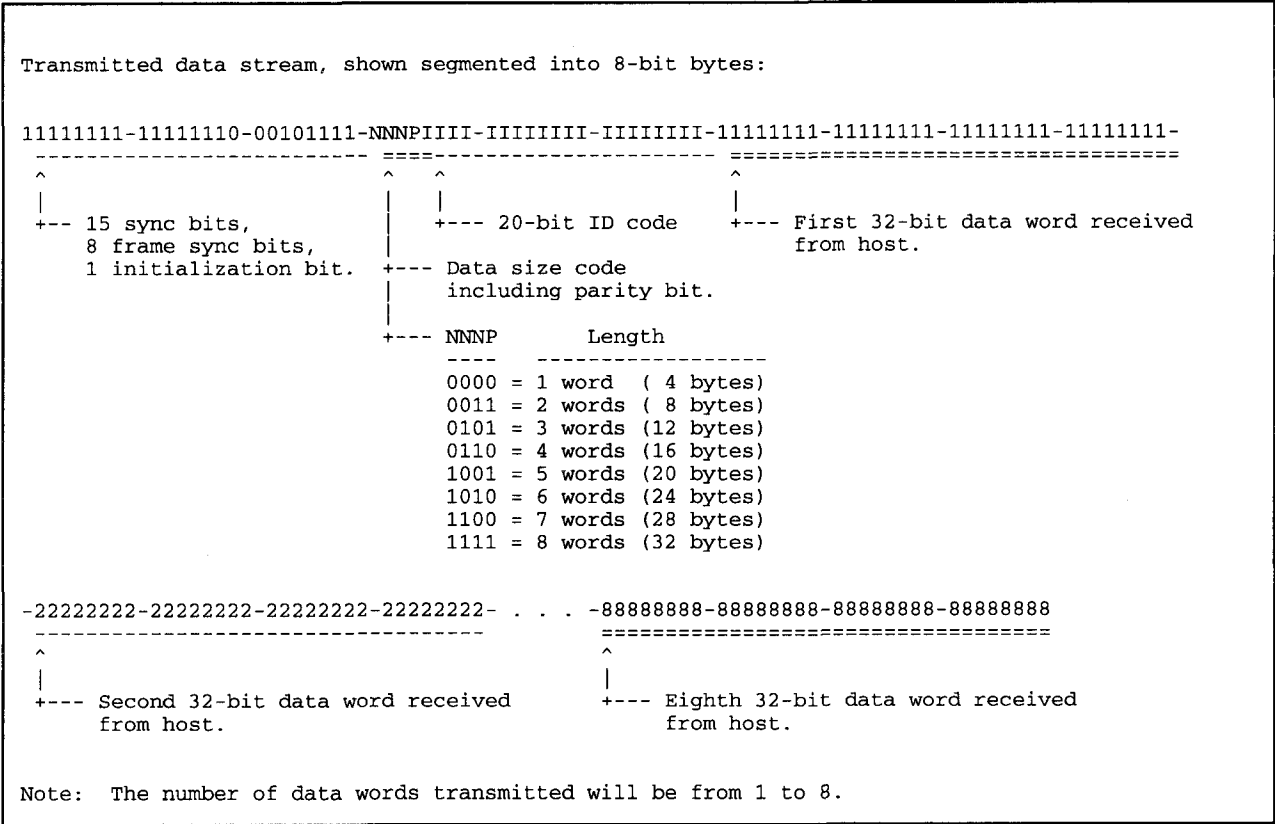 Transmitted data stream, shown segmented into 8-bit bytes:
11111111-11111110-00101111-NNNPIIII-IIIIIIII-IIIIIIII-11111111-11111111-11111111-11111111-
+-- 15 sync bits,
8 frame sync bits,
1 initialization bit.
+--- 20-bit ID code
+--- First 32-bit data word received
from host.
+--- Data size code
including parity bit.
+--- NNNP Length
---- ------------------
0000 = 1 word ( 4 bytes)
0011 = 2 words ( 8 bytes)
0101 = 3 words (12 bytes)
0110 = 4 words (16 bytes)
1001 = 5 words (20 bytes)
1010 = 6 words (24 bytes)
1100 = 7 words (28 bytes)
1111 = 8 words (32 bytes)
-22222222-22222222-22222222-22222222- . . . -88888888-88888888-88888888-88888888
+--- Second 32-bit data word received
from host.
+--- Eighth 32-bit data word received
from host.
Note: The number of data words transmitted will be from 1 to 8.